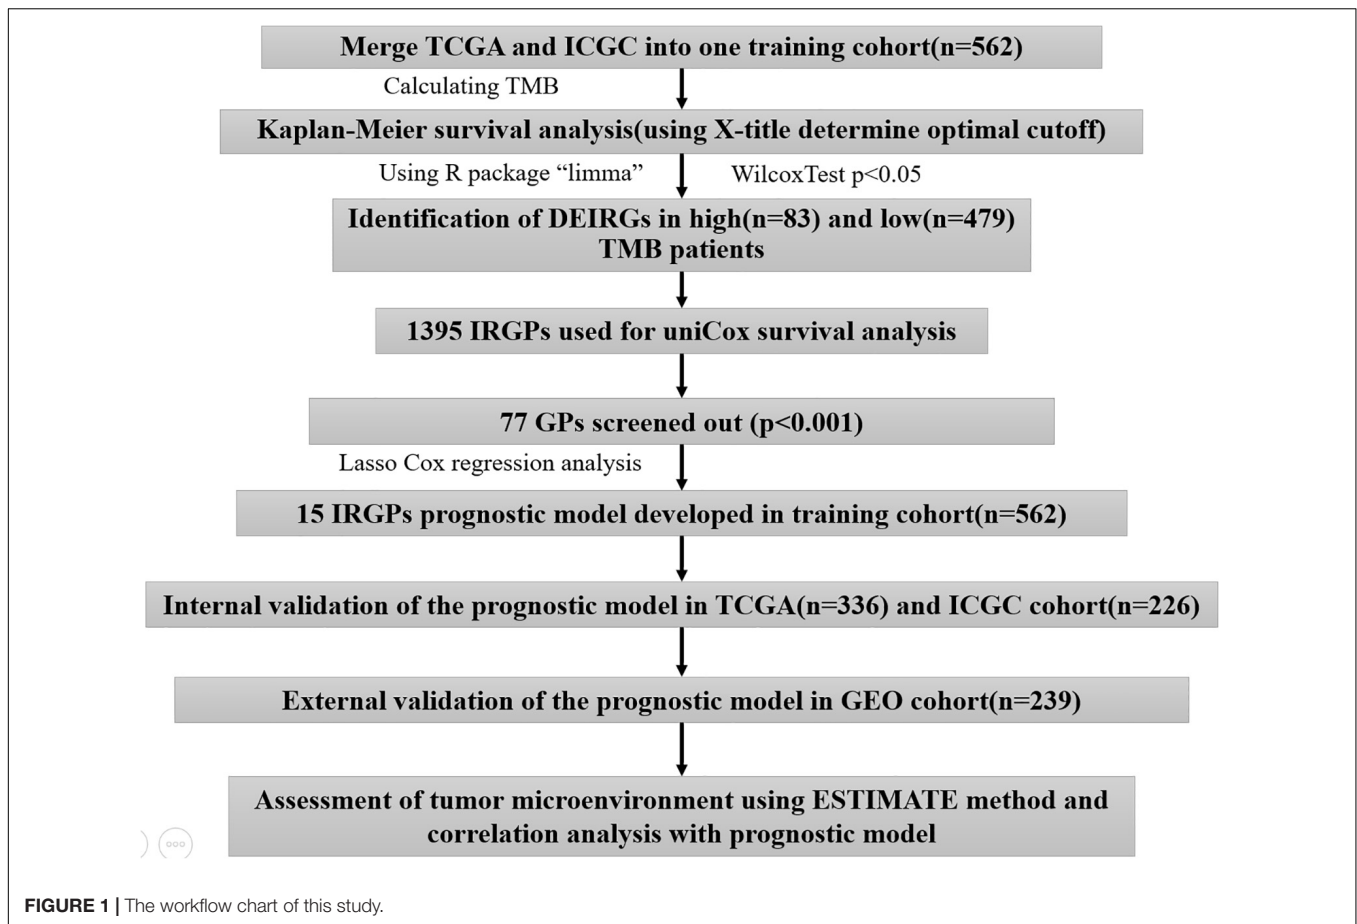 Merge TCGA and ICGC into one training cohort(n=562)
Calculating TMB
Kaplan-Meier survival analysis(using X-title determine optimal cutoff)
Using R package “limma”
WilcoxTest p<0.05
Identification of DEIRGs in high(n=83) and low(n=479)
TMB patients
1395 IRGPs used for uniCox survival analysis
77 GPs screened out (p<0.001)
Lasso Cox regression analysis
15 IRGPs prognostic model developed in training cohort(n=562)
Internal validation of the prognostic model in TCGA(n=336) and ICGC cohort(n=226)
External validation of the prognostic model in GEO cohort(n=239)
Assessment of tumor microenvironment using ESTIMATE method and
correlation analysis with prognostic model
FIGURE 1 | The workflow chart of this study.